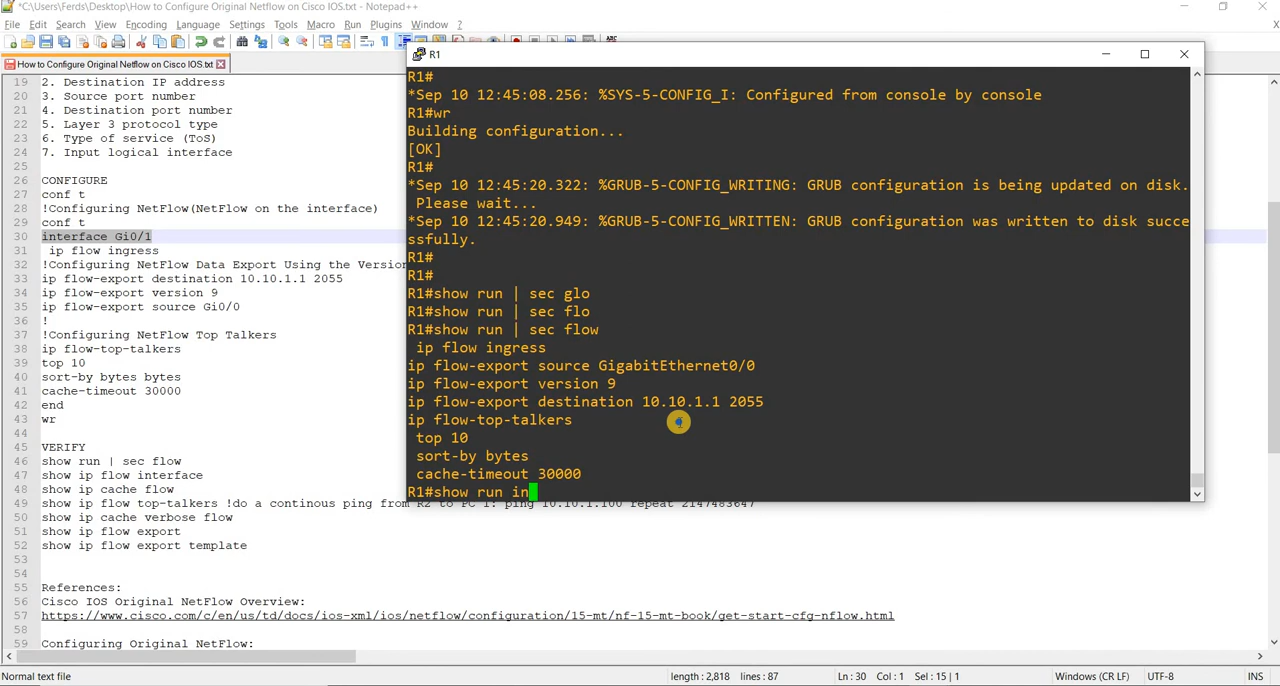 *C:\Users\Ferds\Desktop\How to Configure Original Netflow on Cisco IOS.txt - Notepad++
File Edit Search View Encoding Language Settings Tools Macro Run Plugins Window ?
How to Configure Original Netflow on Cisco IOS.txt
19 2. Destination IP address
20 3. Source port number
21 4. Destination port number
22 5. Layer 3 protocol type
23 6. Type of service (ToS)
24 7. Input logical interface
25
26 CONFIGURE
27 conf t
28 !Configuring NetFlow(NetFlow on the interface)
29 conf t
30 interface Gi0/1
31 ip flow ingress
32 !Configuring NetFlow Data Export Using the Version
33 ip flow-export destination 10.10.1.1 2055
34 ip flow-export version 9
35 ip flow-export source Gi0/0
36 !
37 !Configuring NetFlow Top Talkers
38 ip flow-top-talkers
39 top 10
40 sort-by bytes bytes
41 cache-timeout 30000
42 end
43 wr
44
45 VERIFY
46 show run | sec flow
47 show ip flow interface
48 show ip cache flow
49 show ip flow top-talkers !do a continous ping from R2 to PC 1: ping 10.10.1.100 repeat 2147483647
50 show ip cache verbose flow
51 show ip flow export
52 show ip flow export template
53
54
55 References:
56 Cisco IOS Original NetFlow Overview:
57 https://www.cisco.com/c/en/us/td/docs/ios-xml/ios/netflow/configuration/15-mt/nf-15-mt-book/get-start-cfg-nflow.html
58
59 Configuring Original NetFlow:
R1
R1#
*Sep 10 12:45:08.256: %SYS-5-CONFIG_I: Configured from console by console
R1#wr
Building configuration...
[OK]
R1#
*Sep 10 12:45:20.322: %GRUB-5-CONFIG_WRITING: GRUB configuration is being updated on disk.
Please wait...
*Sep 10 12:45:20.949: %GRUB-5-CONFIG_WRITTEN: GRUB configuration was written to disk succe
ssfully.
R1#
R1#
R1#show run | sec glo
R1#show run | sec flo
R1#show run | sec flow
ip flow ingress
ip flow-export source GigabitEthernet0/0
ip flow-export version 9
ip flow-export destination 10.10.1.1 2055
ip flow-top-talkers
top 10
sort-by bytes
cache-timeout 30000
R1#show run in
Normal text file length : 2,818 lines : 87 Ln : 30 Col : 1 Sel : 15 | 1 Windows (CR LF) UTF-8 INS